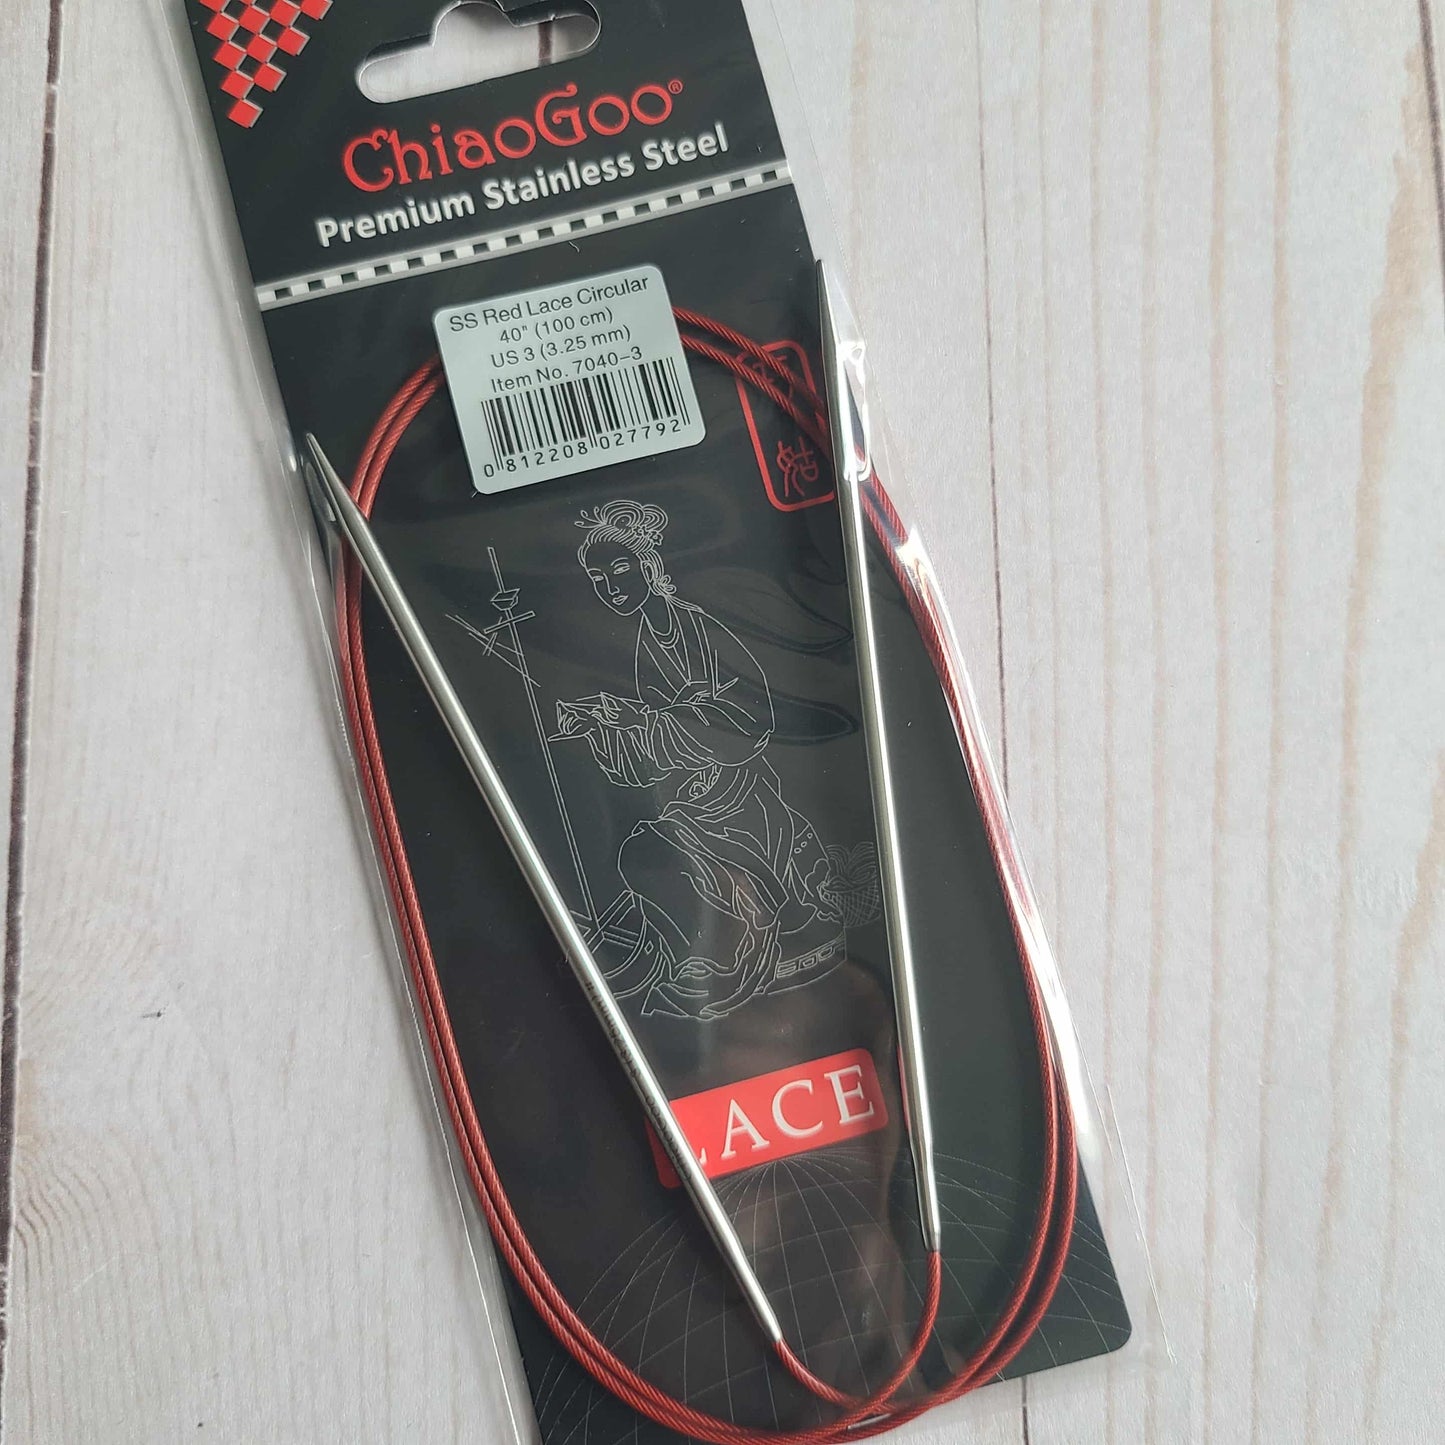 ChiaoGoo®
Premium Stainless Steel
SS Red Lace Circular
40" (100 cm)
US 3 (3.25 mm)
Item No. 7040-3
0 812208 027792
LACE